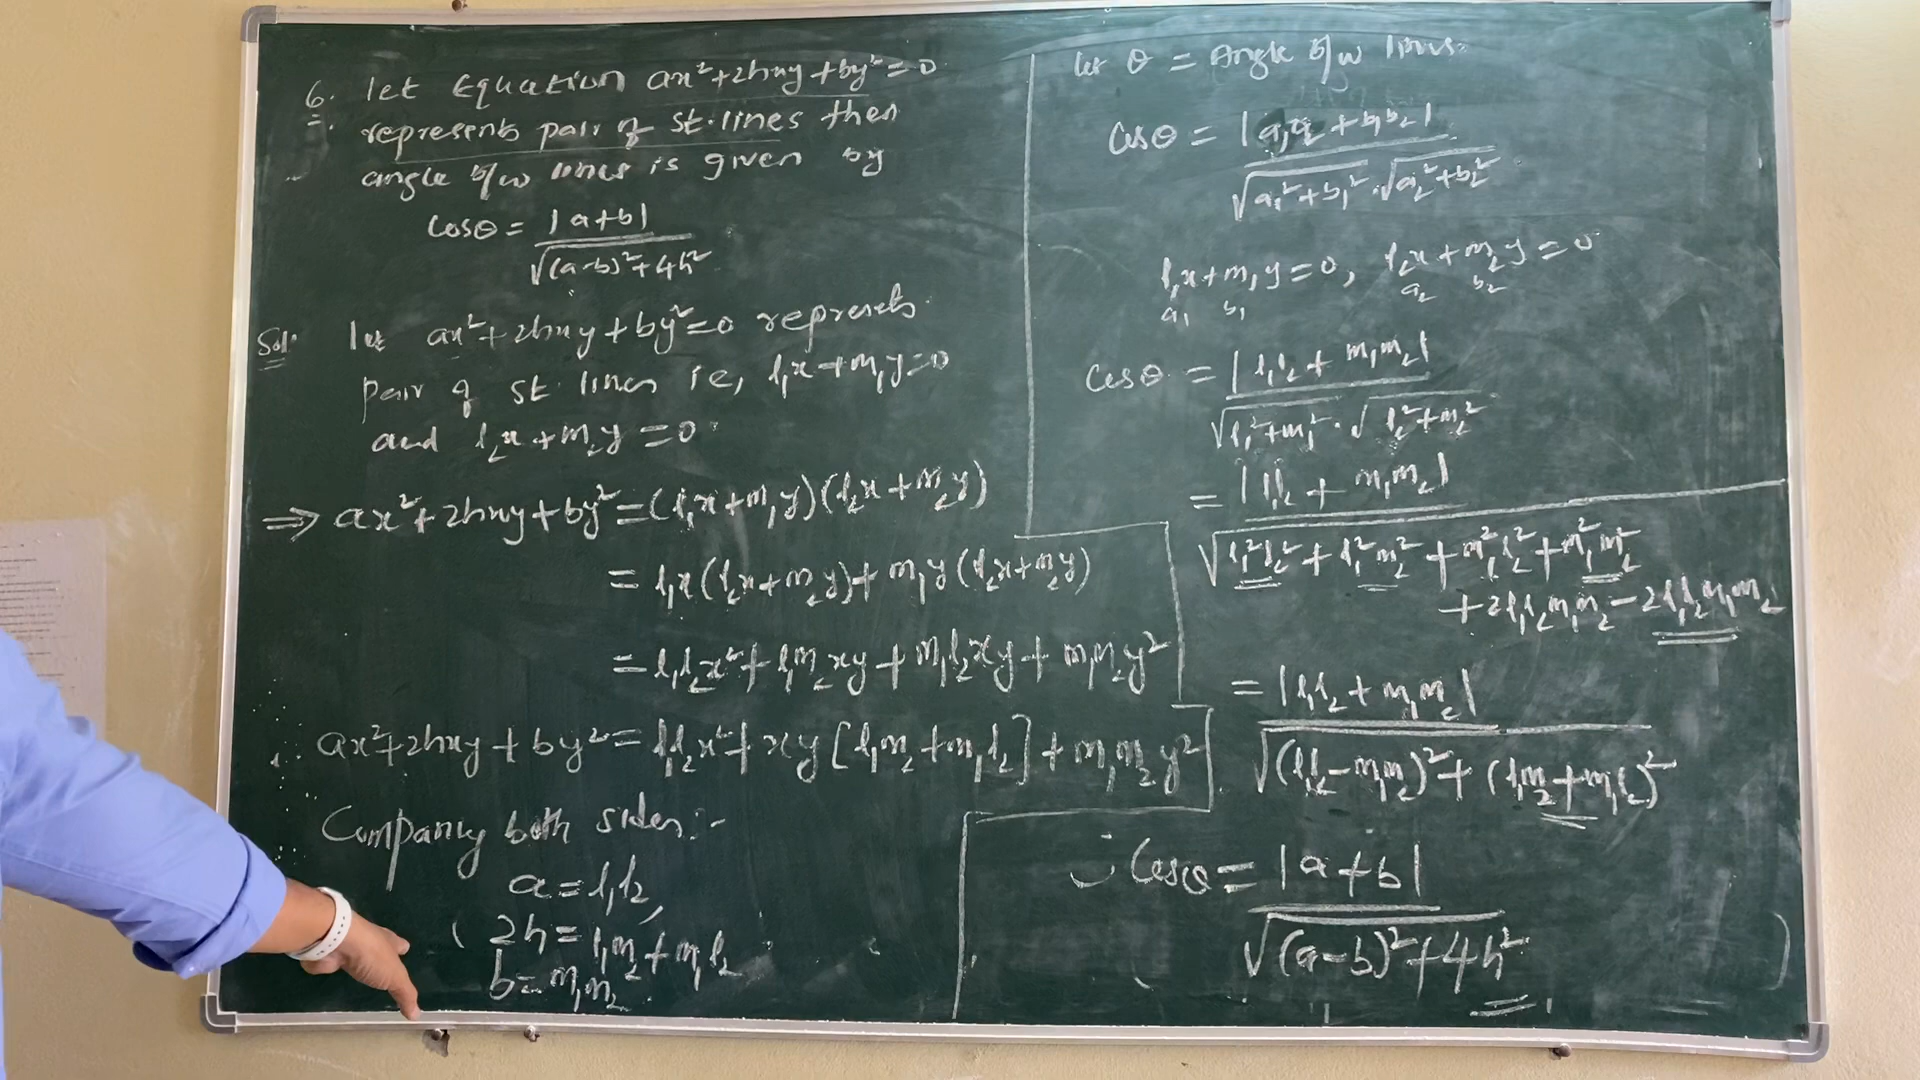 6. let Equation ax²+2hxy+by²=0
represents pair of st.lines then
angle b/w lines is given by
Cosθ = |a+b|
√(a-b)²+4h²
Sol: let ax²+2hxy+by²=0 represents
pair of st lines ie, l₁x+m₁y=0
and l₂x+m₂y=0
⇒ ax²+2hxy+by²=(l₁x+m₁y)(l₂x+m₂y)
= l₁x(l₂x+m₂y)+m₁y(l₂x+m₂y)
= l₁l₂x²+l₁m₂xy+m₁l₂xy+m₁m₂y²
∴ ax²+2hxy+by²=l₁l₂x²+xy[l₁m₂+m₁l₂]+m₁m₂y²
Comparing both sides:-
a=l₁l₂,
2h=l₁m₂+m₁l₂
b=m₁m₂.
let θ = Angle b/w lines.
Cosθ = |a₁a₂+b₁b₂|
√a₁²+b₁² . √a₂²+b₂²
l₁x+m₁y=0, l₂x+m₂y=0
a₁ b₁ a₂ b₂
Cosθ = |l₁l₂+m₁m₂|
√l₁²+m₁² . √l₂²+m₂²
= |l₁l₂+m₁m₂|
√l₁²l₂²+l₁²m₂²+m₁²l₂²+m₁²m₂²
+2l₁l₂m₁m₂-2l₁l₂m₁m₂
= |l₁l₂+m₁m₂|
√(l₁l₂-m₁m₂)²+(l₁m₂+m₁l₂)²
∴ Cosθ = |a+b|
√(a-b)²+4h²